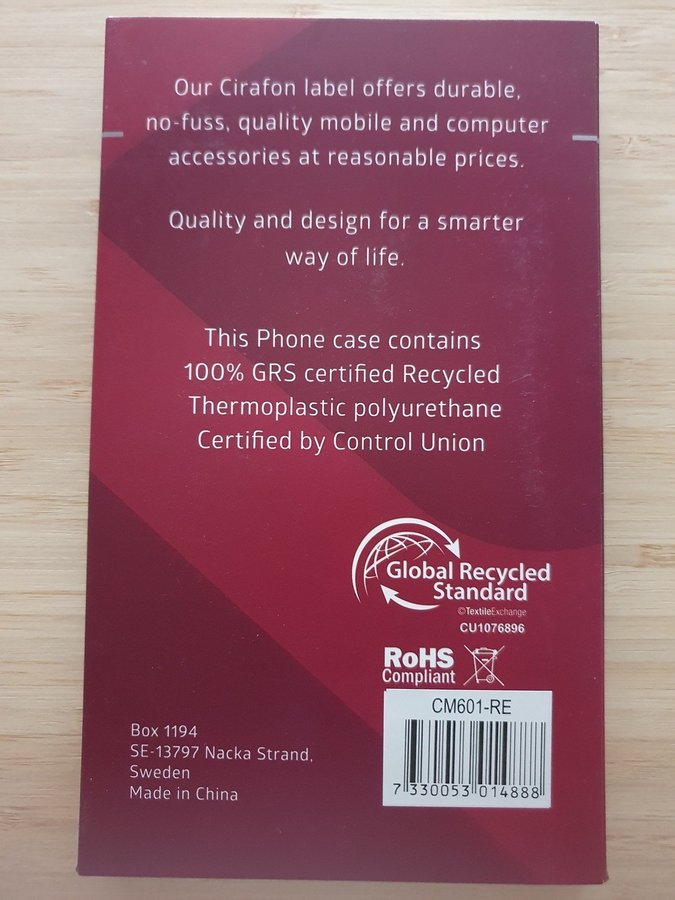 Our Cirafon label offers durable,
no-fuss, quality mobile and computer
accessories at reasonable prices.
Quality and design for a smarter
way of life.
This Phone case contains
100% GRS certified Recycled
Thermoplastic polyurethane
Certified by Control Union
Global Recycled
Standard
©TextileExchange
CU1076896
RoHS
Compliant
CM601-RE
7 330053 014888
Box 1194
SE-13797 Nacka Strand,
Sweden
Made in China